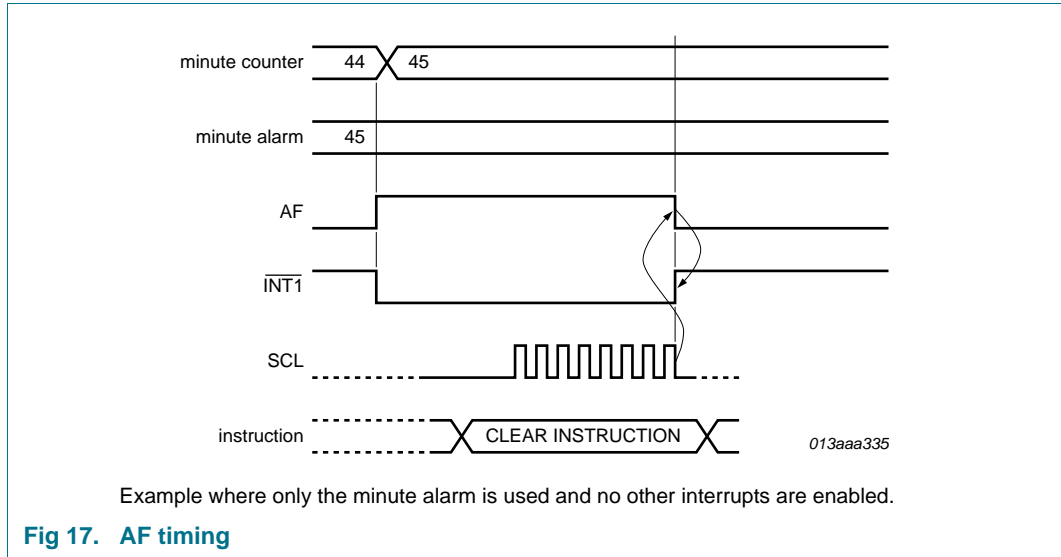 minute counter 44 45
minute alarm 45
AF
INT1
SCL
instruction CLEAR INSTRUCTION 013aaa335
Example where only the minute alarm is used and no other interrupts are enabled.
Fig 17. AF timing